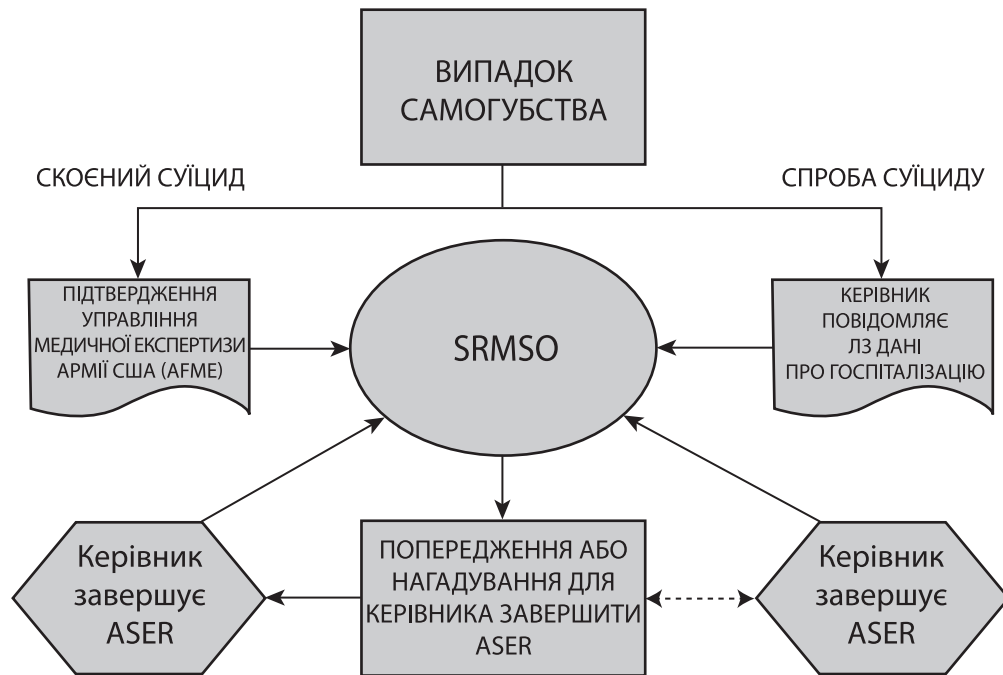 ВИПАДОК
САМОГУБСТВА
СКОЄНИЙ СУЇЦИД
СПРОБА СУЇЦИДУ
ПІДТВЕРДЖЕННЯ
УПРАВЛІННЯ
МЕДИЧНОЇ ЕКСПЕРТИЗИ
АРМІЇ США (AFME)
SRMSO
КЕРІВНИК
ПОВІДОМЛЯЄ
ЛЗ ДАНІ
ПРО ГОСПІТАЛІЗАЦІЮ
Керівник
завершує
ASER
ПОПЕРЕДЖЕННЯ АБО
НАГАДУВАННЯ ДЛЯ
КЕРІВНИКА ЗАВЕРШИТИ
ASER
Керівник
завершує
ASER